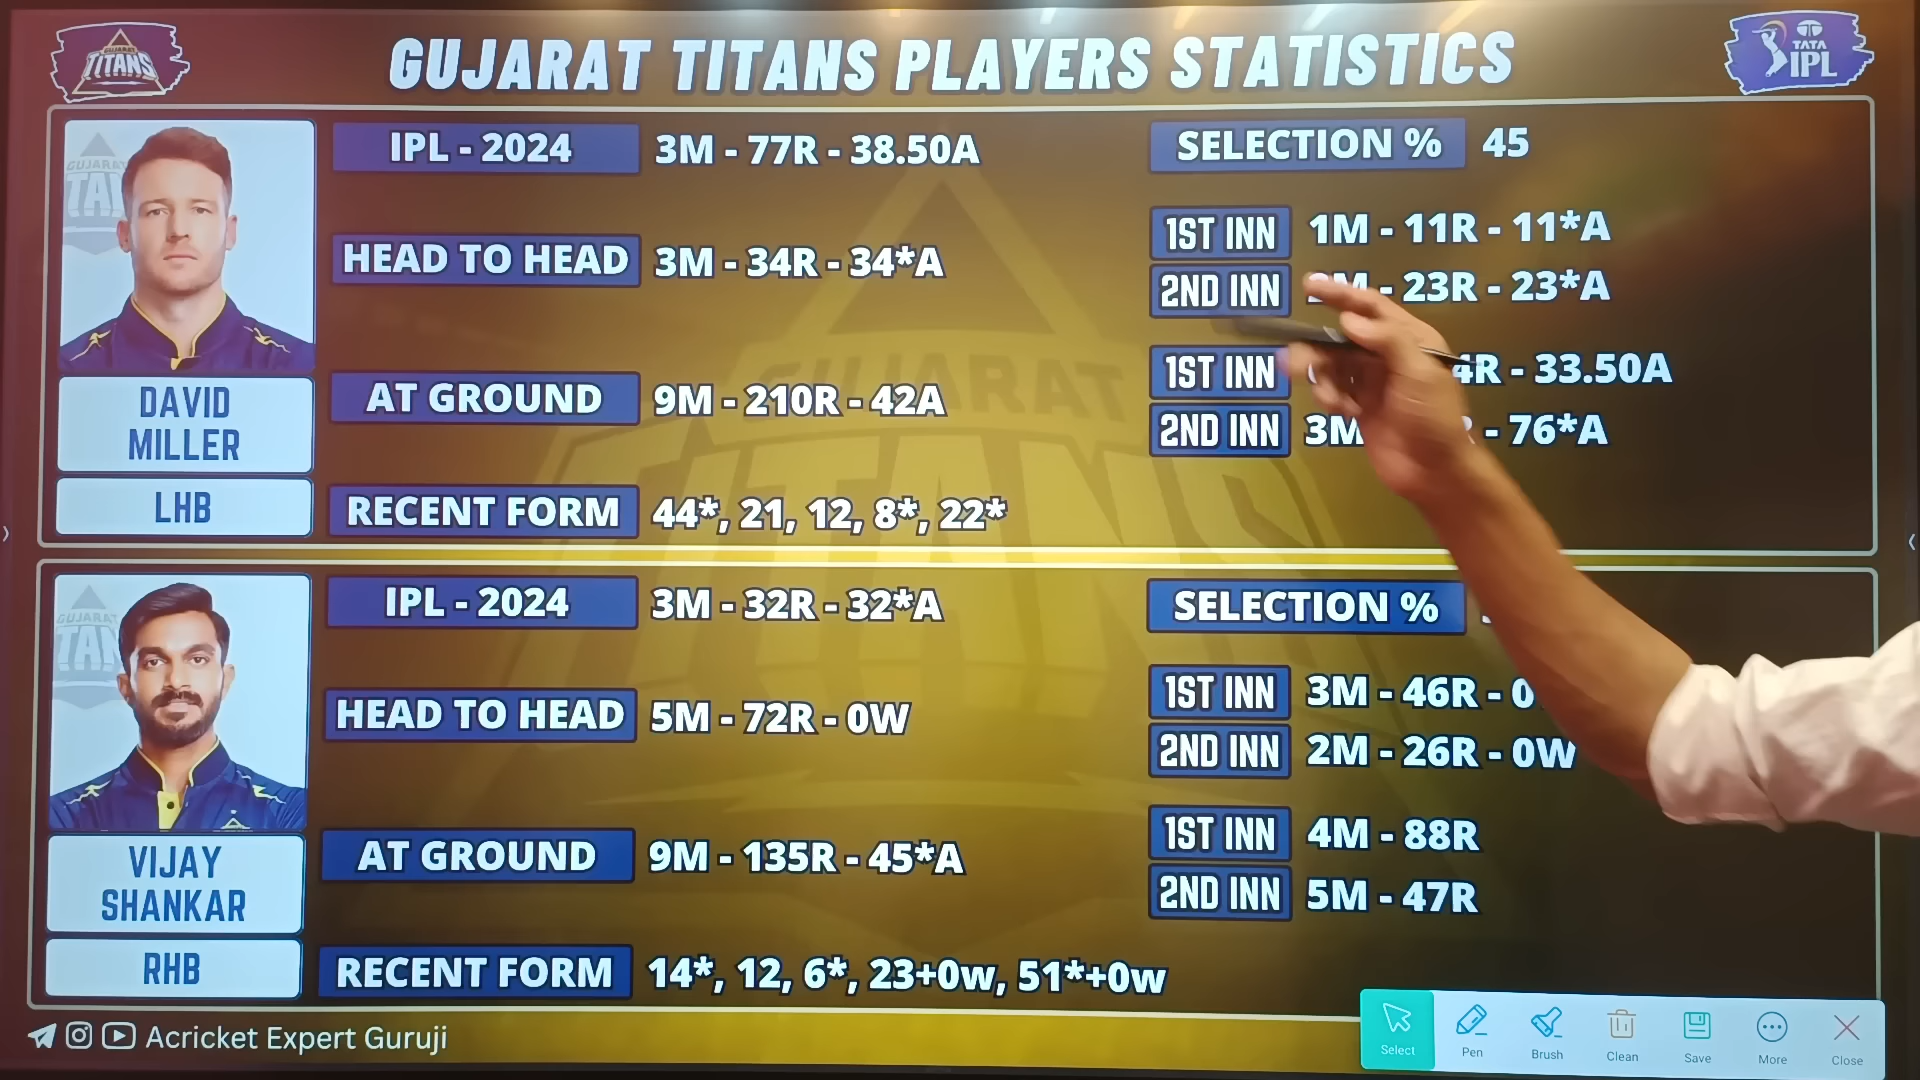 TITANS
GUJARAT TITANS PLAYERS STATISTICS
TATA
IPL
IPL - 2024 3M - 77R - 38.50A
SELECTION % 45
HEAD TO HEAD 3M - 34R - 34*A
1ST INN 1M - 11R - 11*A
2ND INN - 23R - 23*A
AT GROUND 9M - 210R - 42A
1ST INN 4R - 33.50A
2ND INN 3M - 76*A
DAVID
MILLER
LHB
RECENT FORM 44*, 21, 12, 8*, 22*
IPL - 2024 3M - 32R - 32*A
SELECTION %
HEAD TO HEAD 5M - 72R - 0W
1ST INN 3M - 46R - 0
2ND INN 2M - 26R - 0W
AT GROUND 9M - 135R - 45*A
1ST INN 4M - 88R
2ND INN 5M - 47R
VIJAY
SHANKAR
RHB
RECENT FORM 14*, 12, 6*, 23+0w, 51*+0w
GUJARAT
TITANS
Acricket Expert Guruji
Select Pen Brush Clean Save More Close